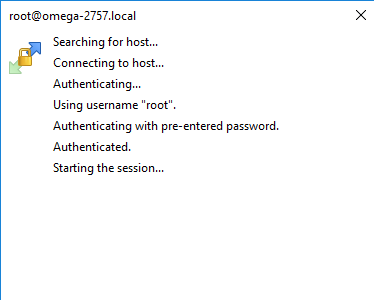 root@omega-2757.local
Searching for host...
Connecting to host...
Authenticating...
Using username "root".
Authenticating with pre-entered password.
Authenticated.
Starting the session...